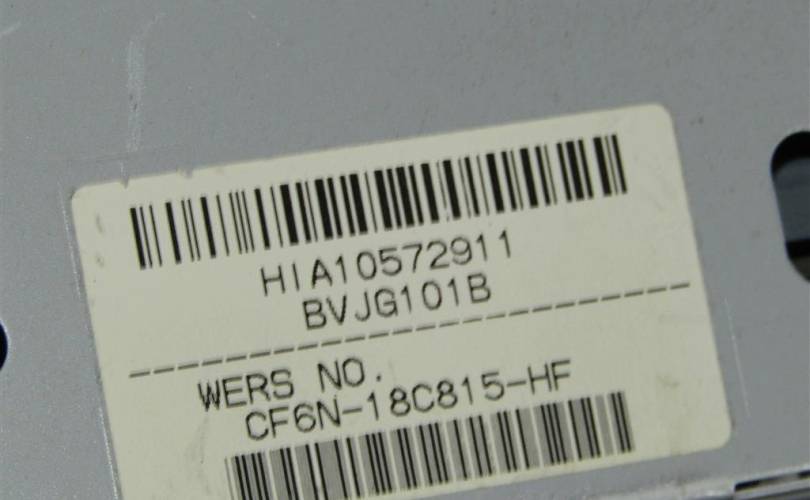 HIA10572911
BVJG101B
WERS NO.
CF6N-18C815-HF